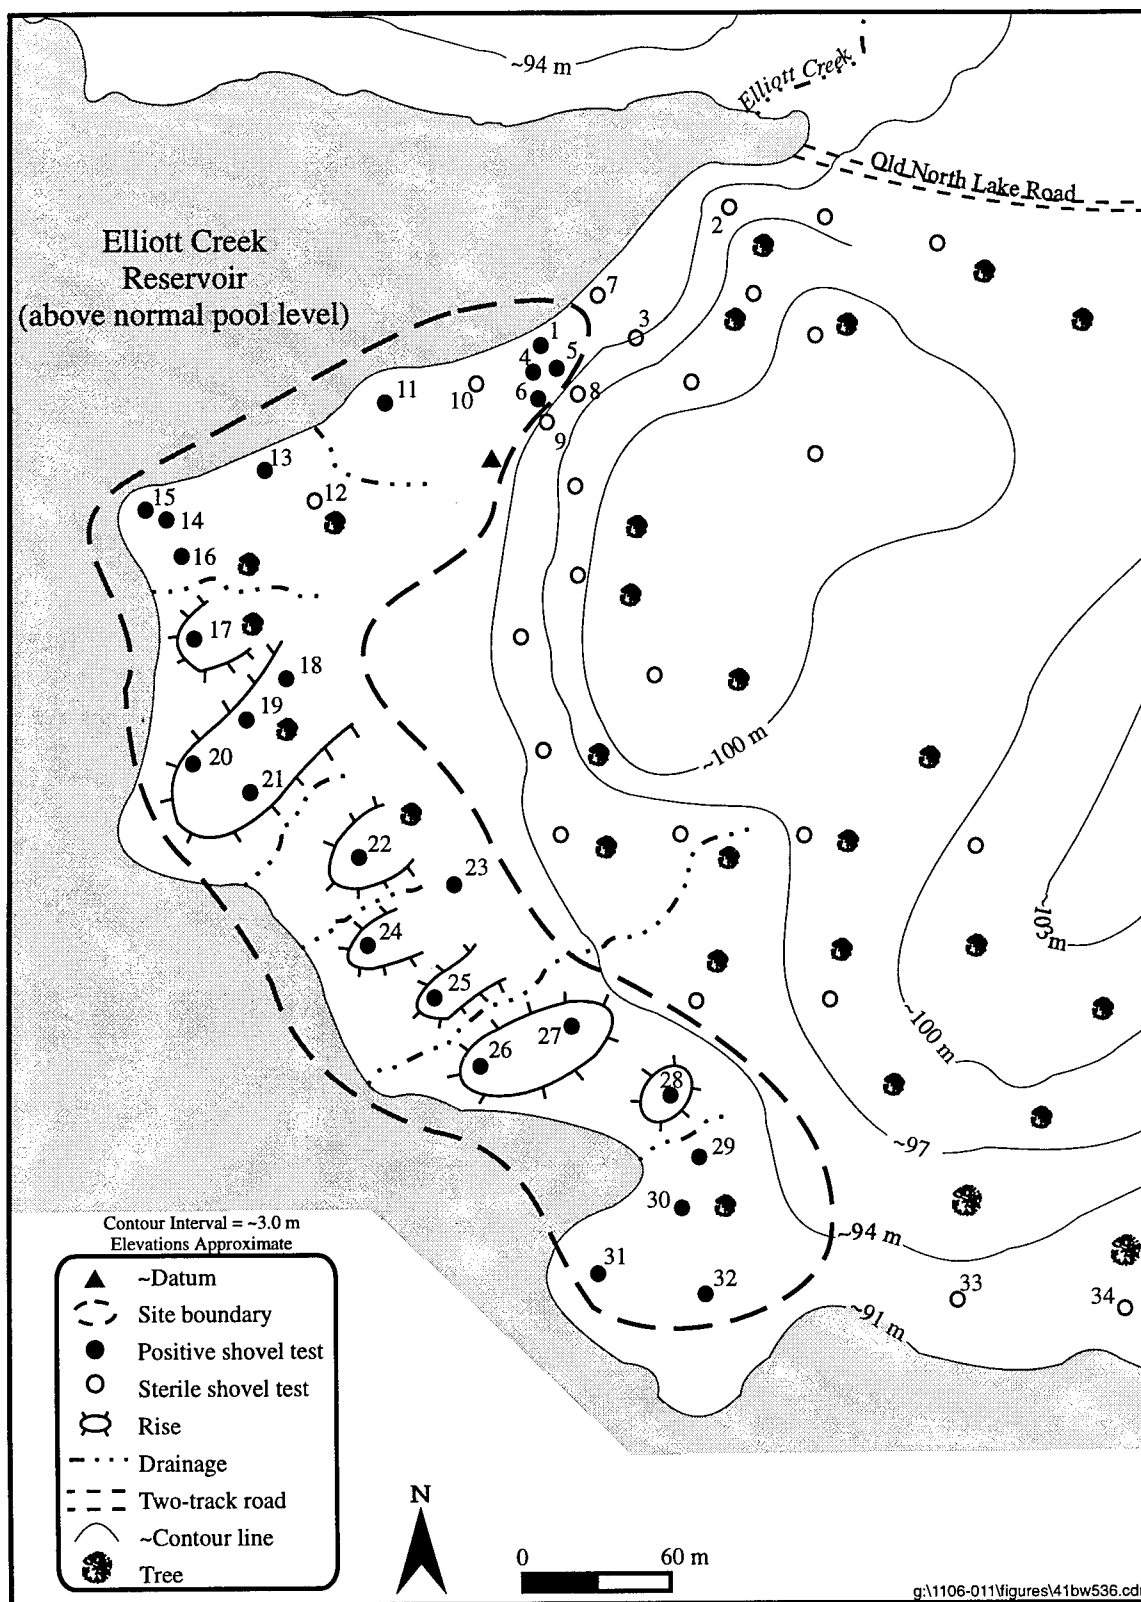 ~94 m
Elliott Creek
Old North Lake Road
Elliott Creek
Reservoir
(above normal pool level)
2
7
3
1
4
5
6
8
10
11
9
13
12
15
14
16
17
18
19
20
21
~100 m
22
23
24
25
~103 m
26
27
28
~100 m
29
~97
30
~94 m
31
32
33
34
~91 m
Contour Interval = ~3.0 m
Elevations Approximate
~Datum
Site boundary
Positive shovel test
Sterile shovel test
Rise
Drainage
Two-track road
~Contour line
Tree
N
0 60 m
g:\1106-011\figures\41bw536.cdr